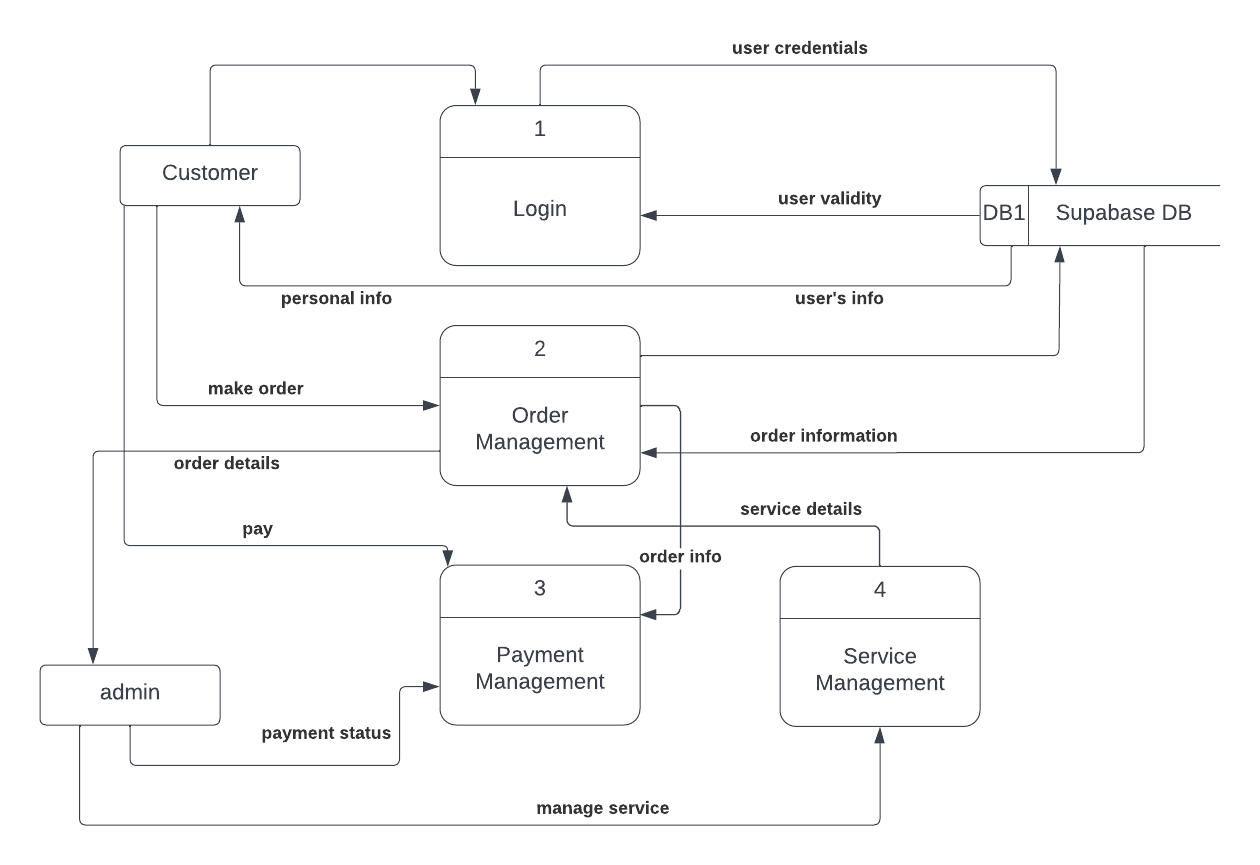 user credentials
1
Customer
Login
user validity
DB1
Supabase DB
personal info
user's info
2
make order
Order
Management
order information
order details
service details
pay
order info
3
4
Payment
Management
Service
Management
admin
payment status
manage service